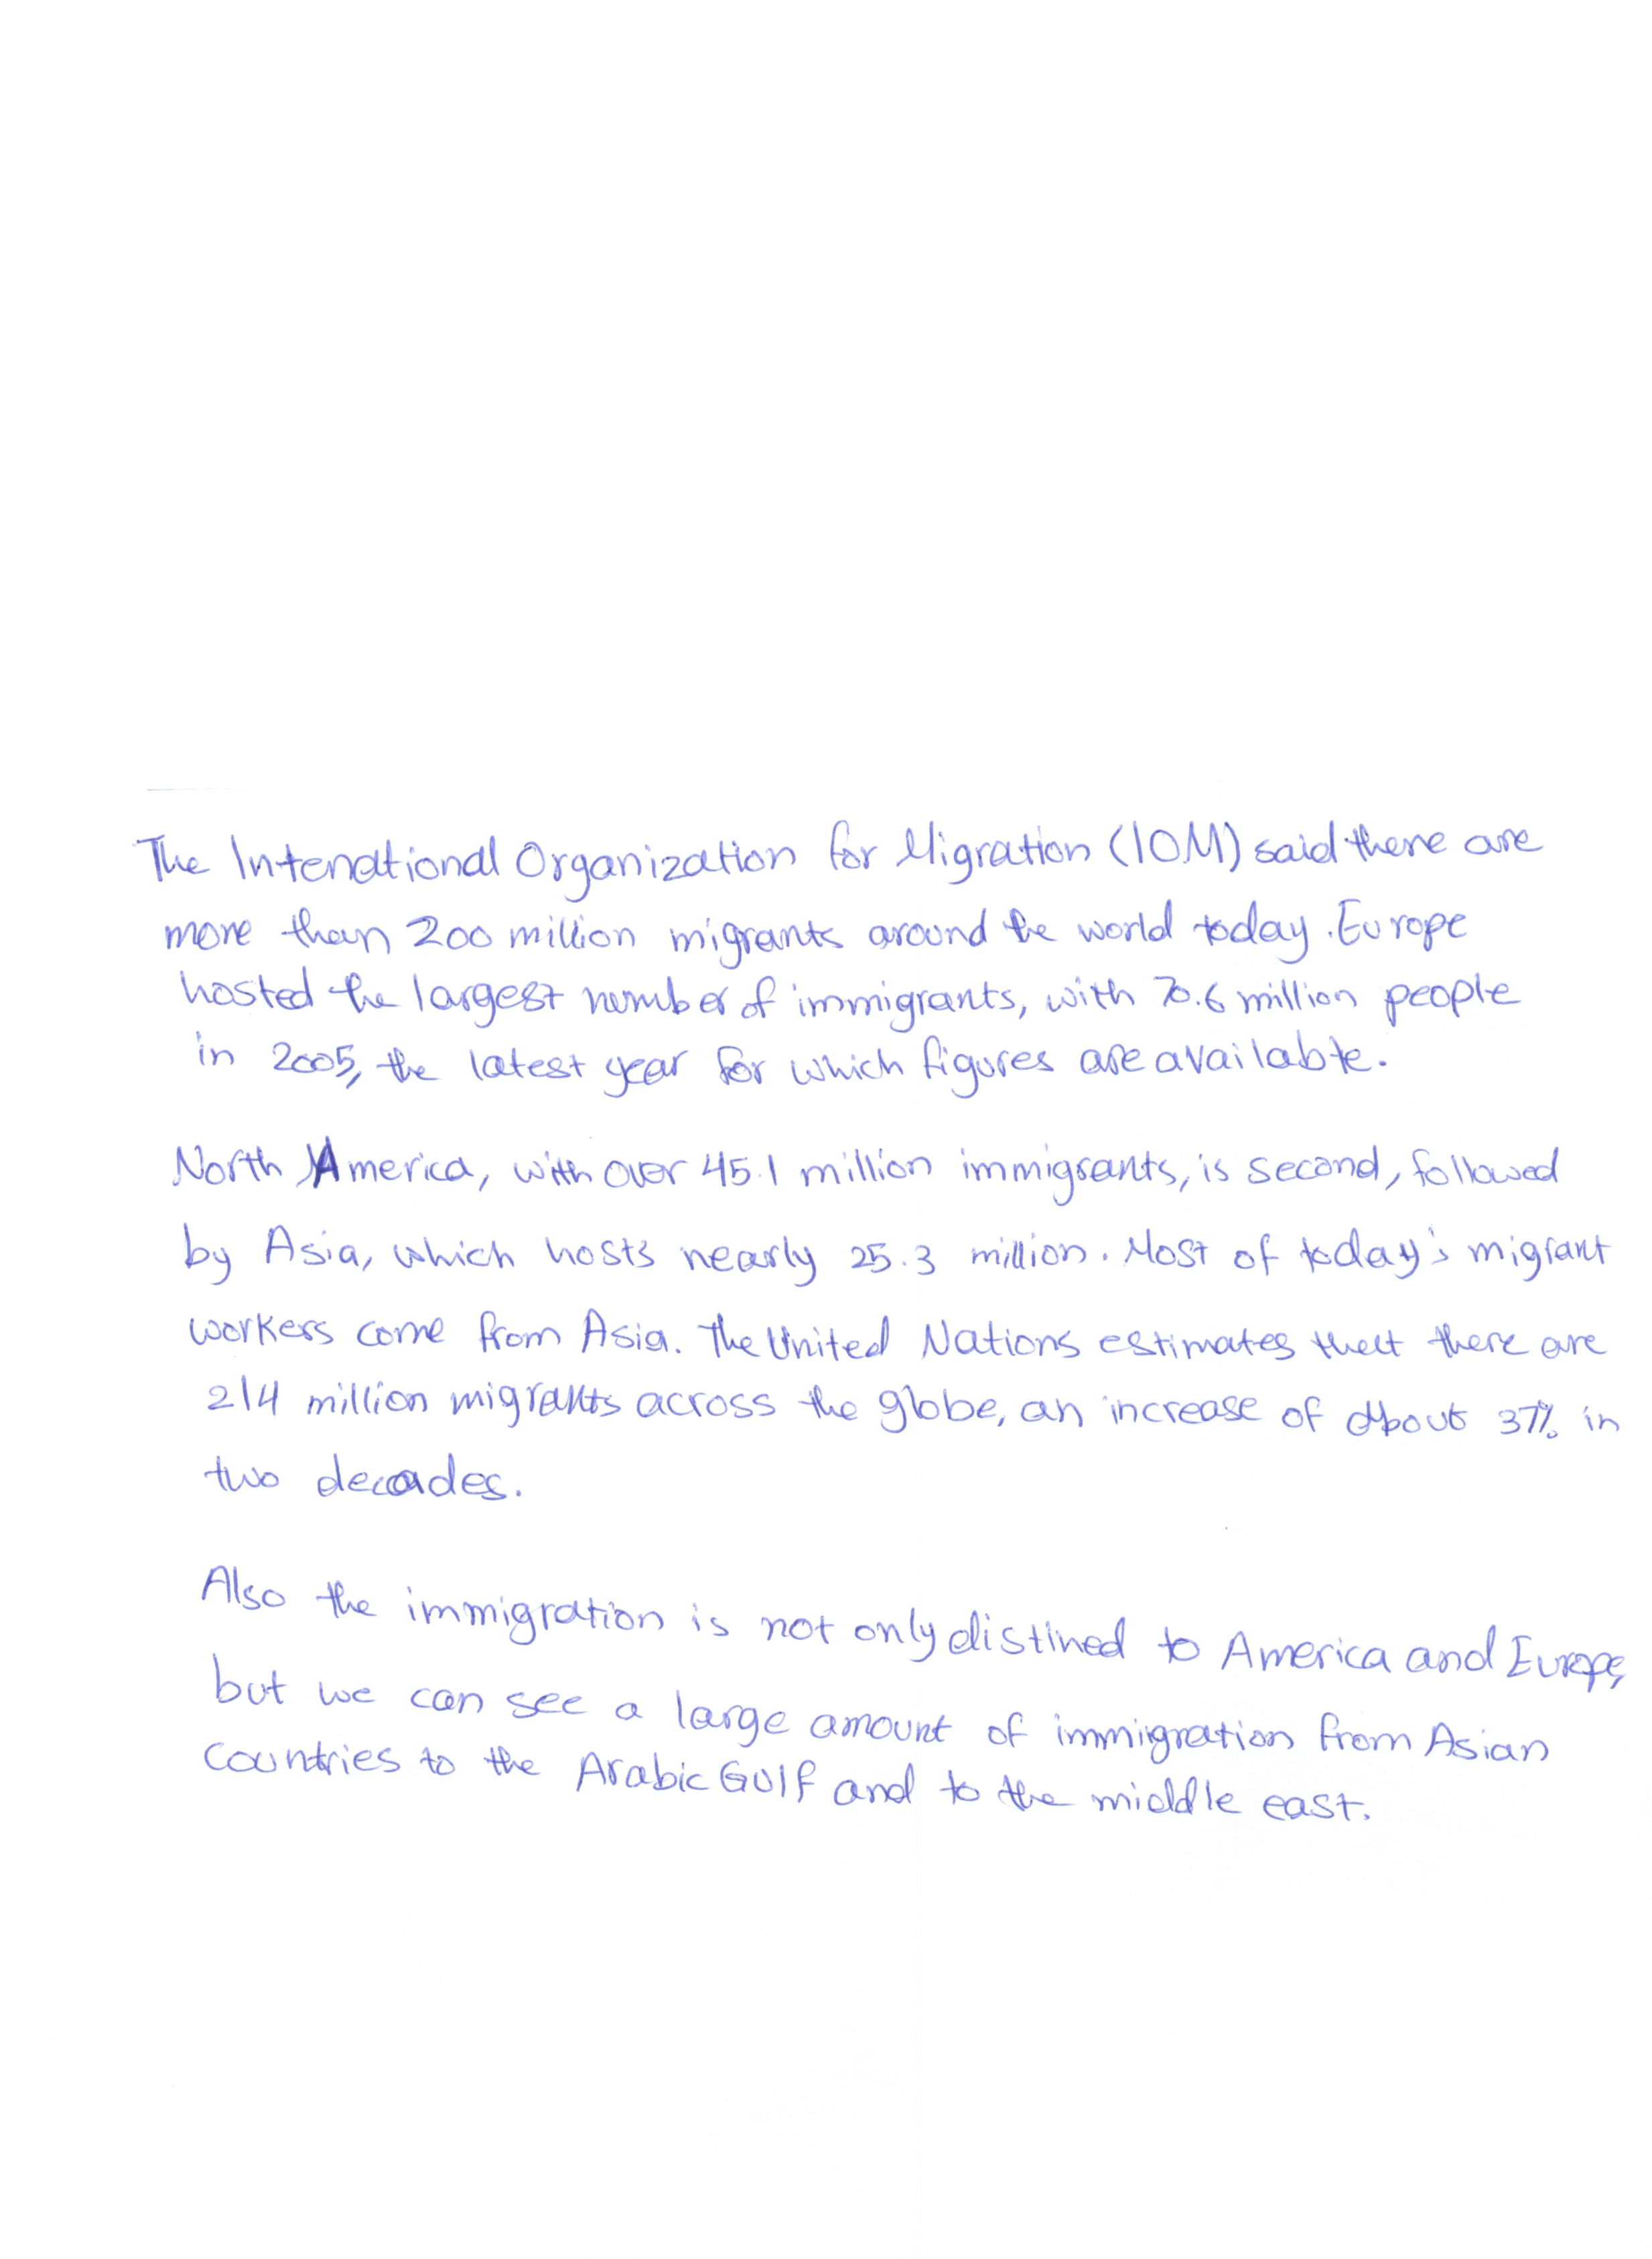 The Intenational Organization for Migration (IOM) said there are
more than 200 million migrants around the world today. Europe
hosted the largest number of immigrants, with 70.6 million people
in 2005, the latest year for which figures are available.
North America, with over 45.1 million immigrants, is second, followed
by Asia, which hosts nearly 25.3 million. Most of today's migrant
workers come from Asia. The United Nations estimates that there are
214 million migrants across the globe, an increase of about 37% in
two decades.
Also the immigration is not only distined to America and Europe,
but we can see a large amount of immigration from Asian
countries to the Arabic Gulf and to the middle east.